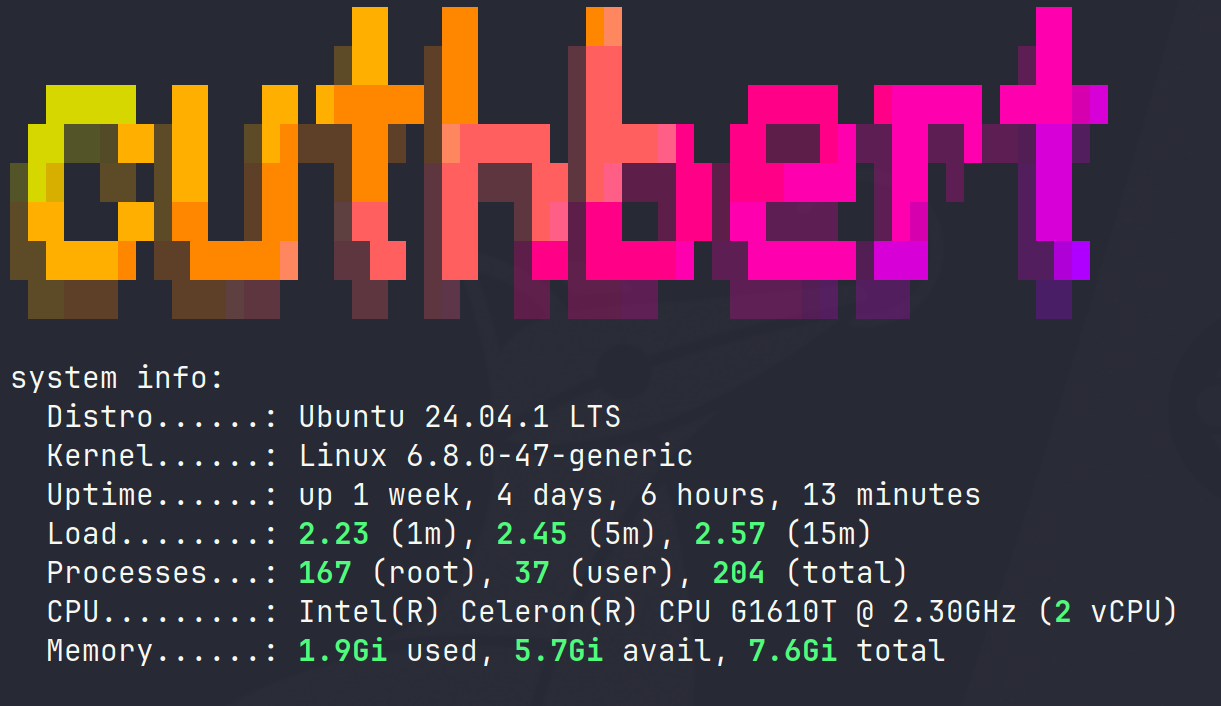 cuthbert
system info:
Distro......: Ubuntu 24.04.1 LTS
Kernel......: Linux 6.8.0-47-generic
Uptime......: up 1 week, 4 days, 6 hours, 13 minutes
Load........: 2.23 (1m), 2.45 (5m), 2.57 (15m)
Processes...: 167 (root), 37 (user), 204 (total)
CPU.........: Intel(R) Celeron(R) CPU G1610T @ 2.30GHz (2 vCPU)
Memory......: 1.9Gi used, 5.7Gi avail, 7.6Gi total